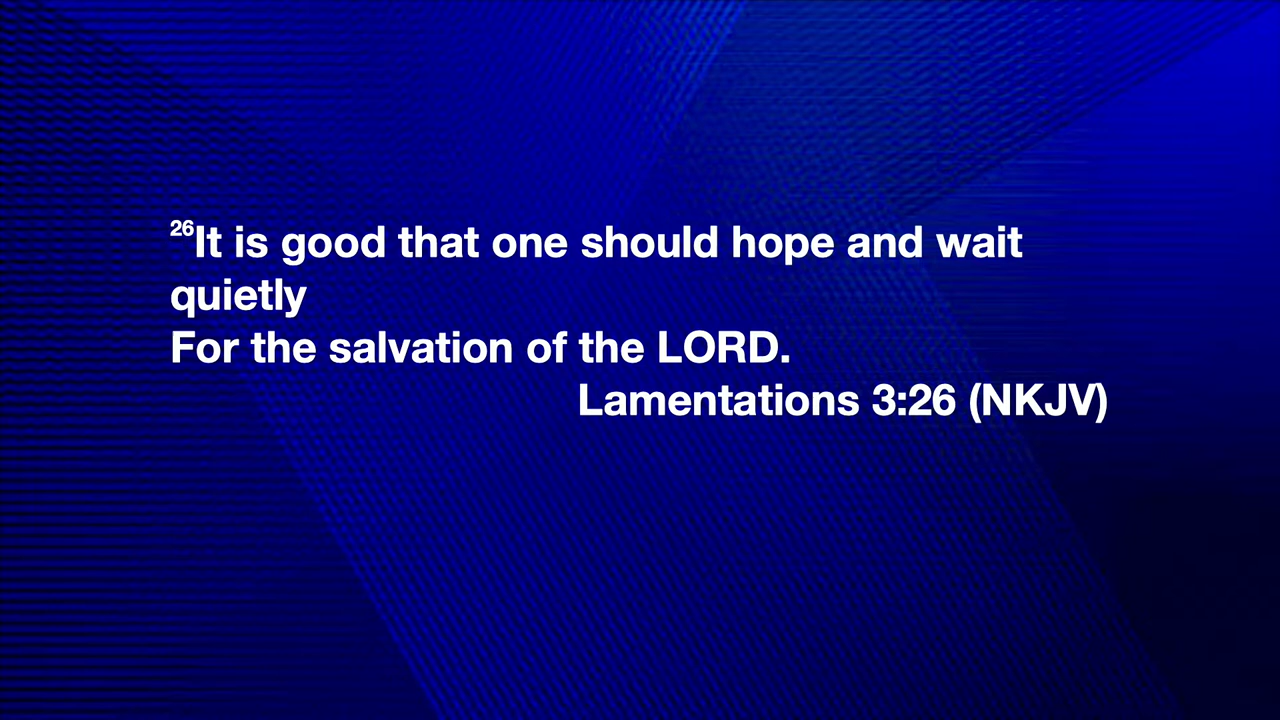 26It is good that one should hope and wait
quietly
For the salvation of the LORD.
Lamentations 3:26 (NKJV)